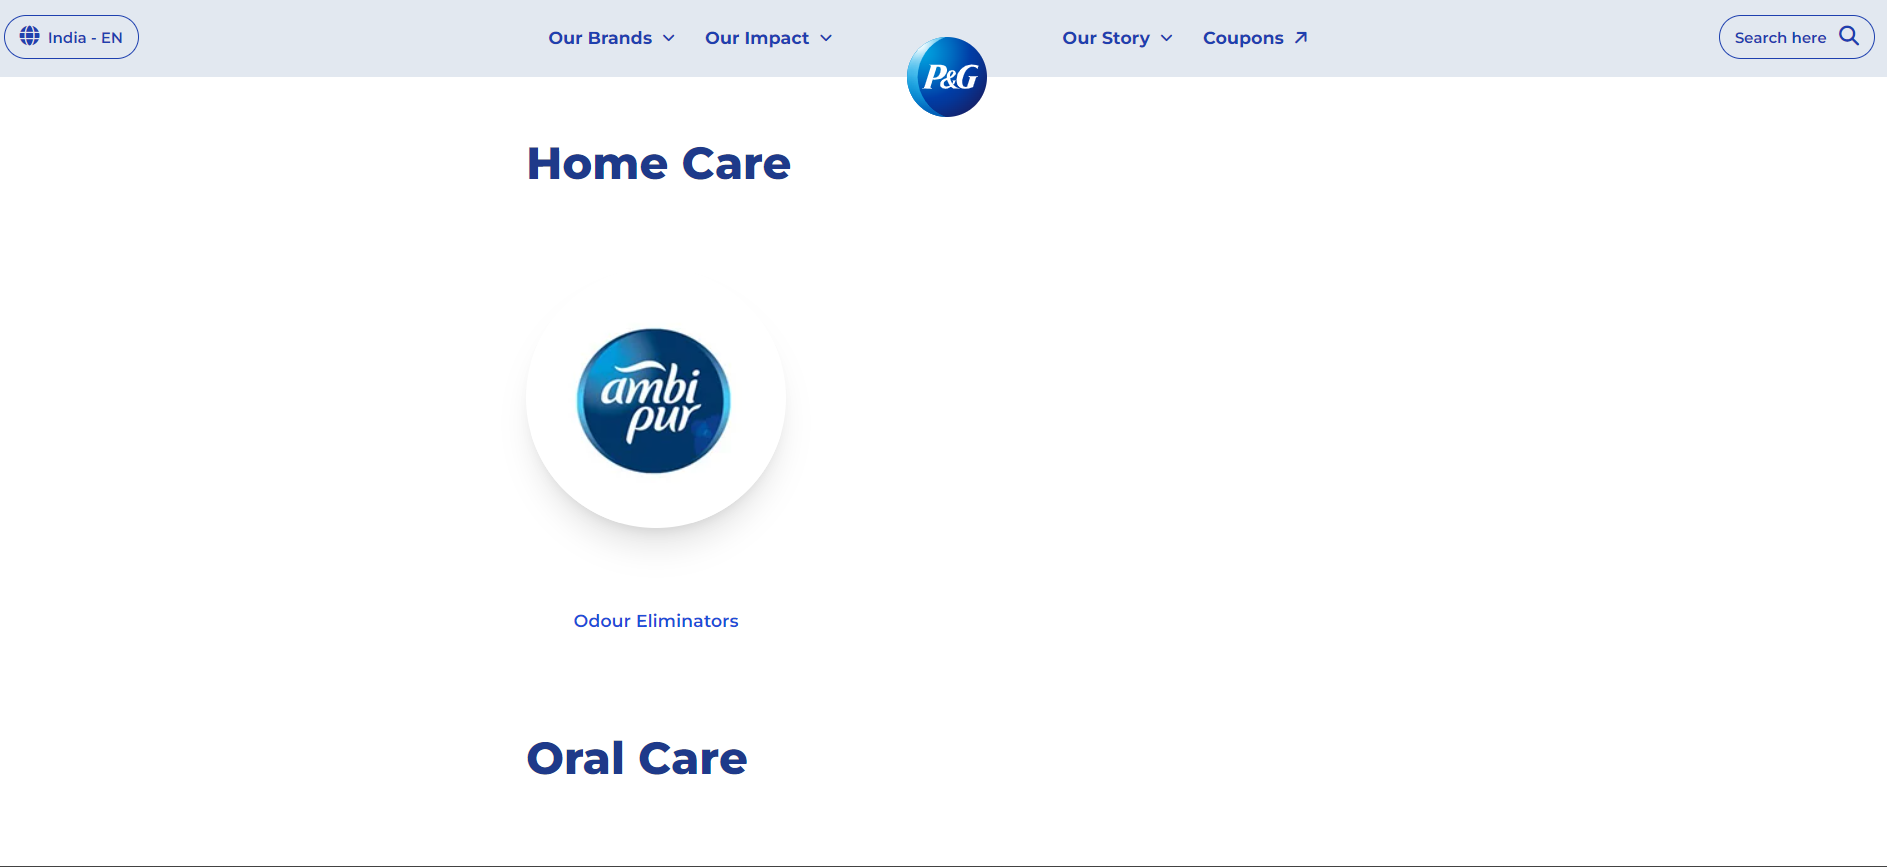 India - EN
Our Brands
Our Impact
P&G
Our Story
Coupons
Search here
Home Care
ambi
pur
Odour Eliminators
Oral Care